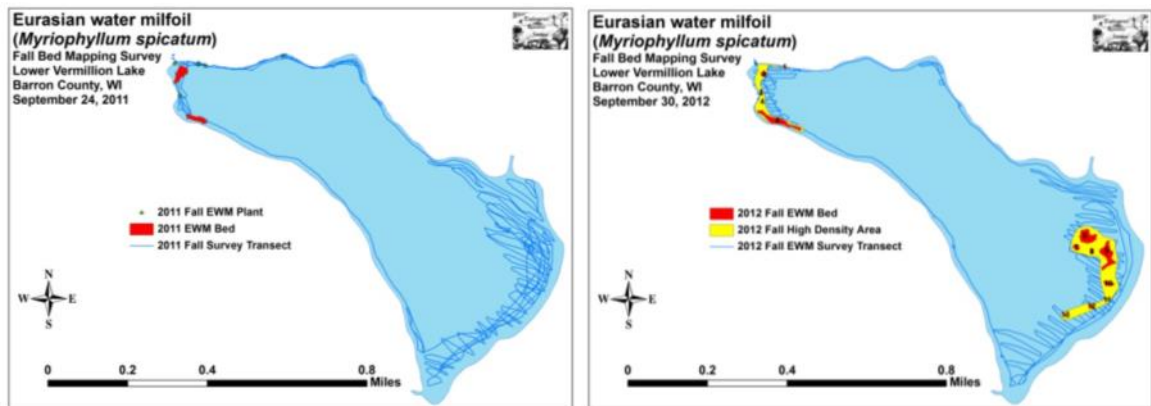 Eurasian water milfoil
(Myriophyllum spicatum)
Fall Bed Mapping Survey
Lower Vermillion Lake
Barron County, WI
September 24, 2011
2011 Fall EWM Plant
2011 EWM Bed
2011 Fall Survey Transect
N
W E
S
0 0.2 0.4 0.8
Miles
Eurasian water milfoil
(Myriophyllum spicatum)
Fall Bed Mapping Survey
Lower Vermillion Lake
Barron County, WI
September 30, 2012
2012 Fall EWM Bed
2012 Fall High Density Area
2012 Fall EWM Survey Transect
N
W E
S
0 0.2 0.4 0.8
Miles